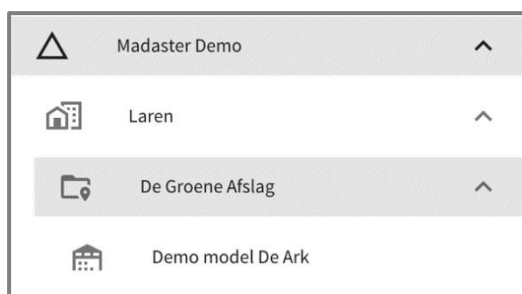 Madaster Demo
Laren
De Groene Afslag
Demo model De Ark